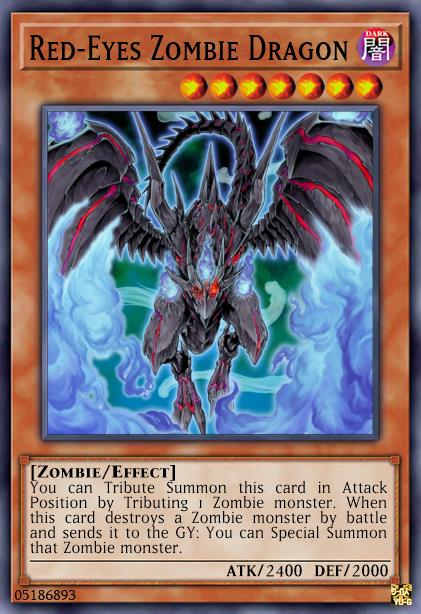 RED-EYES ZOMBIE DRAGON
DARK
闇
[ZOMBIE/EFFECT]
You can Tribute Summon this card in Attack
Position by Tributing 1 Zombie monster. When
this card destroys a Zombie monster by battle
and sends it to the GY: You can Special Summon
that Zombie monster.
ATK/2400 DEF/2000
05186893